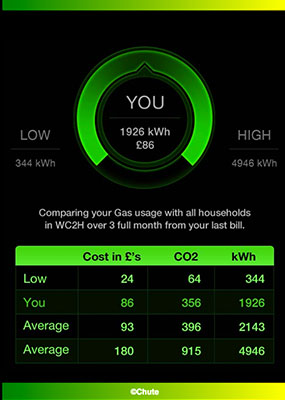 YOU
1926 kWh
£86
LOW
344 kWh
HIGH
4946 kWh
Comparing your Gas usage with all households
in WC2H over 3 full month from your last bill.
Cost in £'s CO2 kWh
Low 24 64 344
You 86 356 1926
Average 93 396 2143
Average 180 915 4946
©Chute